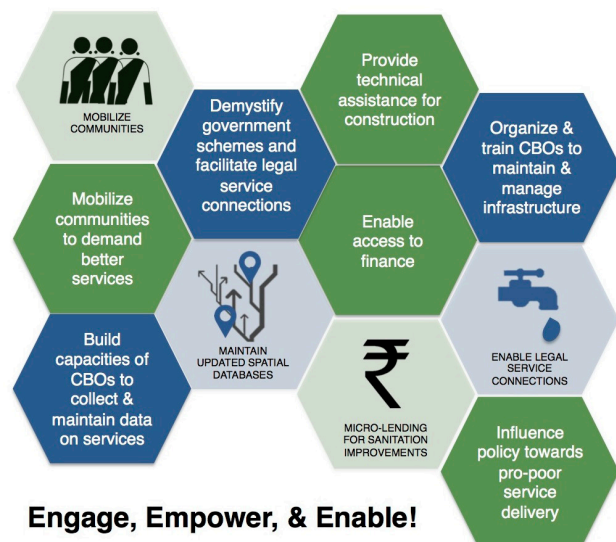 MOBILIZE
COMMUNITIES
Mobilize
communities
to demand
better
services
Build
capacities of
CBOs to
collect &
maintain data
on services
Demystify
government
schemes and
facilitate legal
service
connections
MAINTAIN
UPDATED SPATIAL
DATABASES
Provide
technical
assistance for
construction
Enable
access to
finance
₹
MICRO-LENDING
FOR SANITATION
IMPROVEMENTS
Organize &
train CBOs to
maintain &
manage
infrastructure
ENABLE LEGAL
SERVICE
CONNECTIONS
Influence
policy towards
pro-poor
service
delivery
Engage, Empower, & Enable!